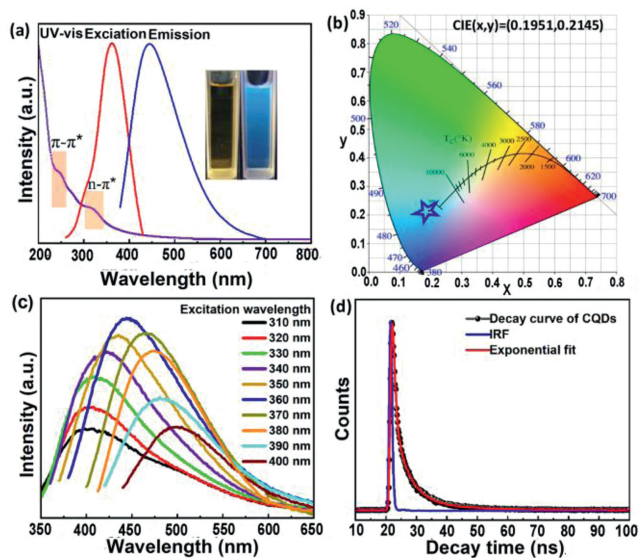 (a)
UV-vis Exciation Emission
π-π*
n-π*
Intensity (a.u.)
200 300 400 500 600 700 800
Wavelength (nm)
(b)
CIE(x,y)=(0.1951,0.2145)
0.9
0.8
0.7
0.6
0.5
0.4
0.3
0.2
0.1
0.0
y
520
540
560
500
580
600
620
700
490
480
470
460
380
Tc(°K)
10000
6000
4000
3000
2500
2000
1500
0.0 0.1 0.2 0.3 0.4 0.5 0.6 0.7 0.8
X
(c)
Excitation wavelength
310 nm
320 nm
330 nm
340 nm
350 nm
360 nm
370 nm
380 nm
390 nm
400 nm
Intensity (a.u.)
350 400 450 500 550 600 650
Wavelength (nm)
(d)
Decay curve of CQDs
IRF
Exponential fit
Counts
10 20 30 40 50 60 70 80 90 100
Decay time (ns)